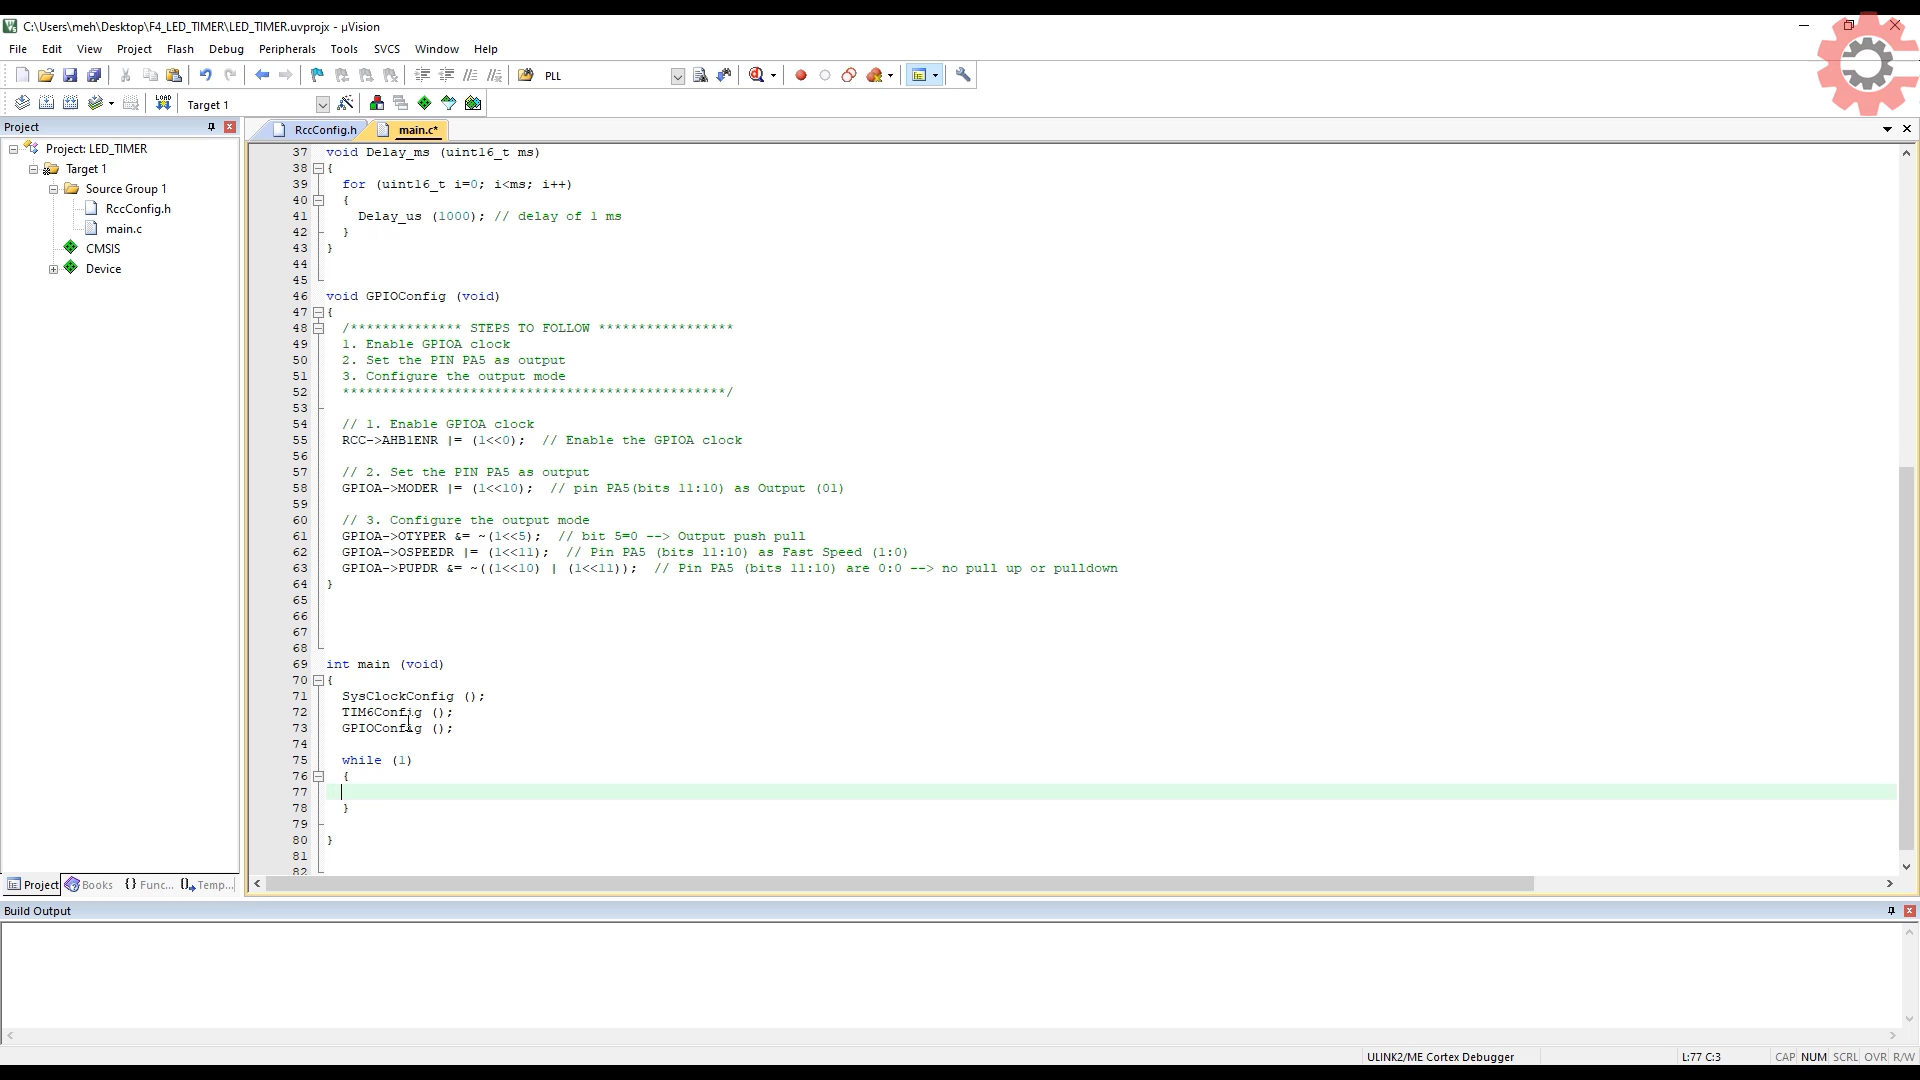 C:\Users\meh\Desktop\F4_LED_TIMER\LED_TIMER.uvprojx - µVision
File Edit View Project Flash Debug Peripherals Tools SVCS Window Help
PLL
LOAD Target 1
Project
RccConfig.h main.c*
Project: LED_TIMER
Target 1
Source Group 1
RccConfig.h
main.c
CMSIS
Device
37 void Delay_ms (uint16_t ms)
38 {
39 for (uint16_t i=0; i<ms; i++)
40 {
41 Delay_us (1000); // delay of 1 ms
42 }
43 }
44
45
46 void GPIOConfig (void)
47 {
48 /************** STEPS TO FOLLOW *****************
49 1. Enable GPIOA clock
50 2. Set the PIN PA5 as output
51 3. Configure the output mode
52 ************************************************/
53
54 // 1. Enable GPIOA clock
55 RCC->AHB1ENR |= (1<<0); // Enable the GPIOA clock
56
57 // 2. Set the PIN PA5 as output
58 GPIOA->MODER |= (1<<10); // pin PA5(bits 11:10) as Output (01)
59
60 // 3. Configure the output mode
61 GPIOA->OTYPER &= ~(1<<5); // bit 5=0 --> Output push pull
62 GPIOA->OSPEEDR |= (1<<11); // Pin PA5 (bits 11:10) as Fast Speed (1:0)
63 GPIOA->PUPDR &= ~((1<<10) | (1<<11)); // Pin PA5 (bits 11:10) are 0:0 --> no pull up or pulldown
64 }
65
66
67
68
69 int main (void)
70 {
71 SysClockConfig ();
72 TIM6Config ();
73 GPIOConfig ();
74
75 while (1)
76 {
77
78 }
79
80 }
81
82
Project Books {} Func... Temp...
Build Output
ULINK2/ME Cortex Debugger L:77 C:3 CAP NUM SCRL OVR R/W